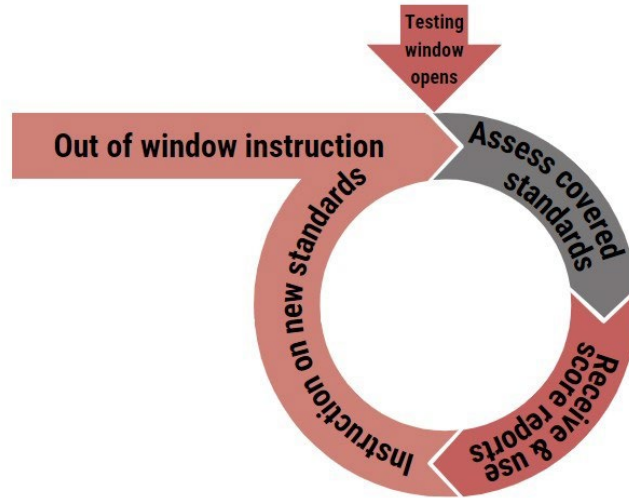 Testing
window
opens
Out of window instruction
Assess covered
standards
Receive & use
score reports
Instruction on new standards